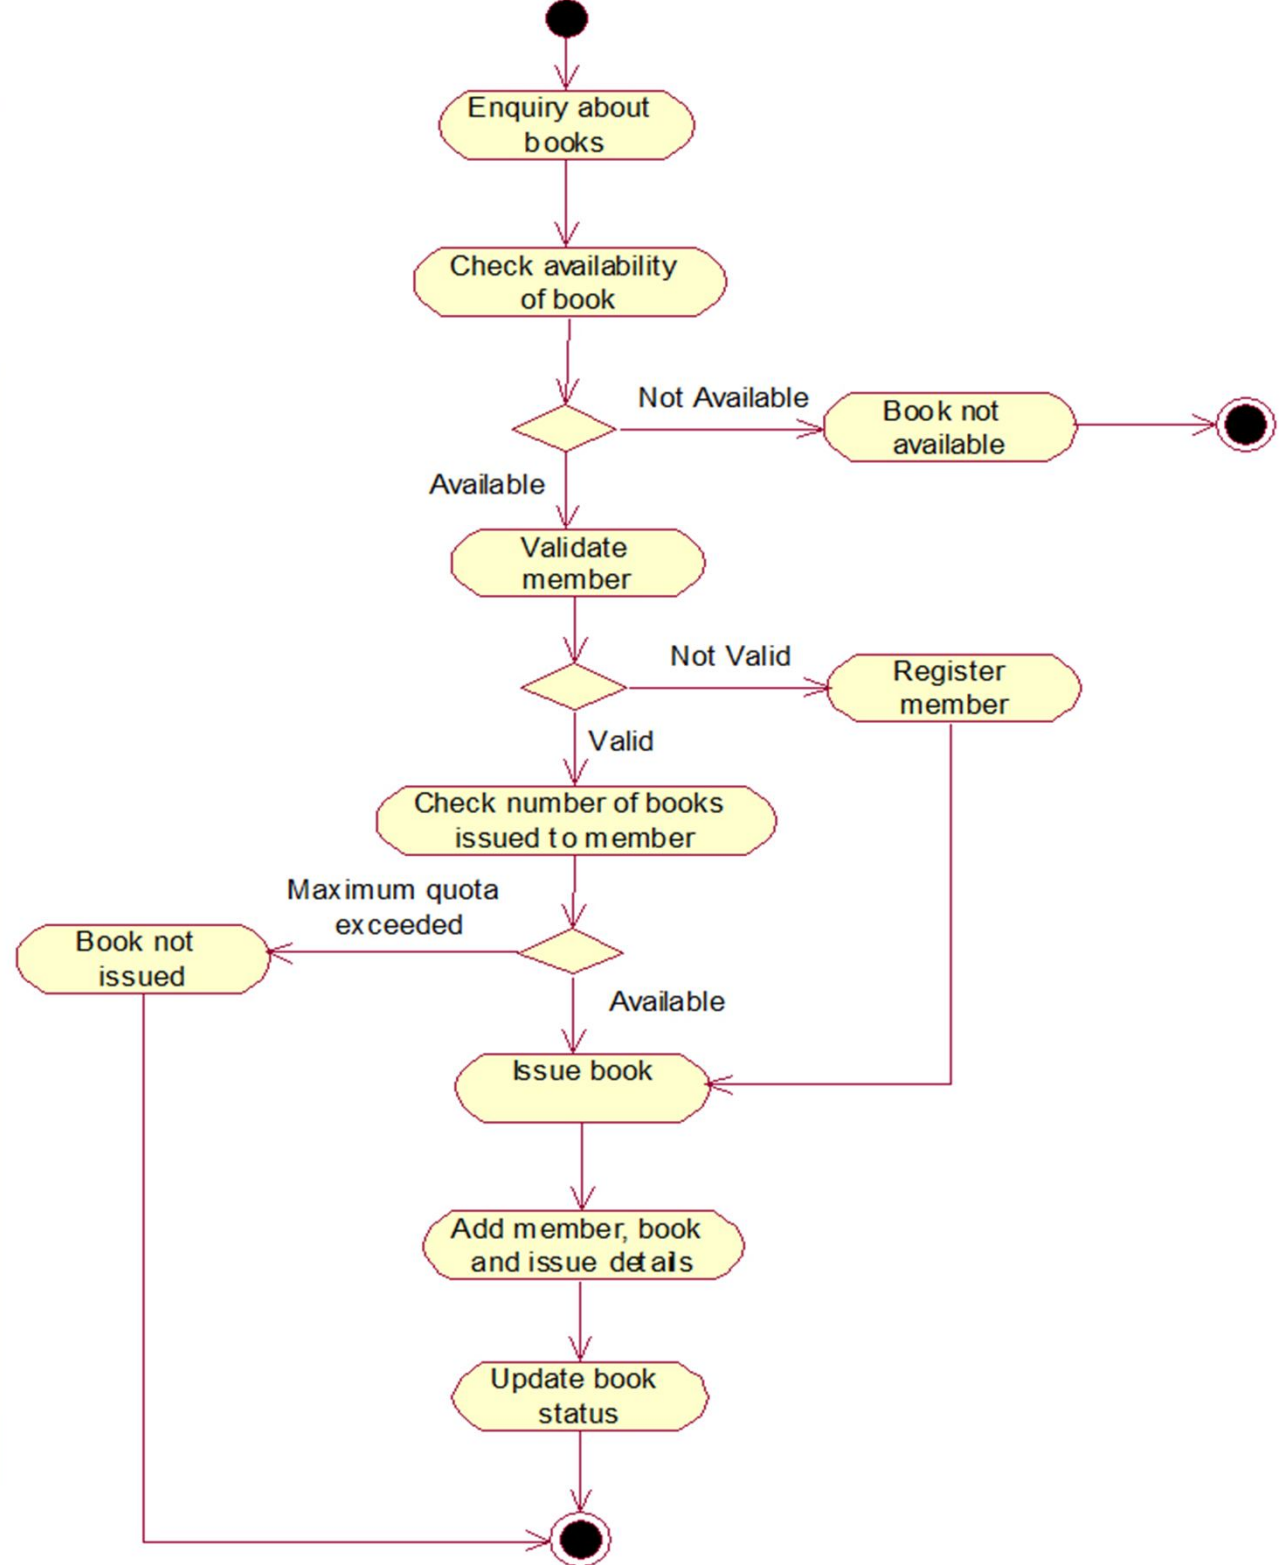 Enquiry about
books
Check availability
of book
Not Available
Book not
available
Available
Validate
member
Not Valid
Register
member
Valid
Check number of books
issued to member
Maximum quota
exceeded
Book not
issued
Available
Issue book
Add member, book
and issue details
Update book
status